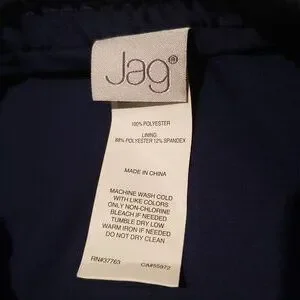 Jag®
100% POLYESTER
LINING:
88% POLYESTER 12% SPANDEX
MADE IN CHINA
MACHINE WASH COLD
WITH LIKE COLORS
ONLY NON-CHLORINE
BLEACH IF NEEDED
TUMBLE DRY LOW
WARM IRON IF NEEDED
DO NOT DRY CLEAN
RN#37763 CA#55972